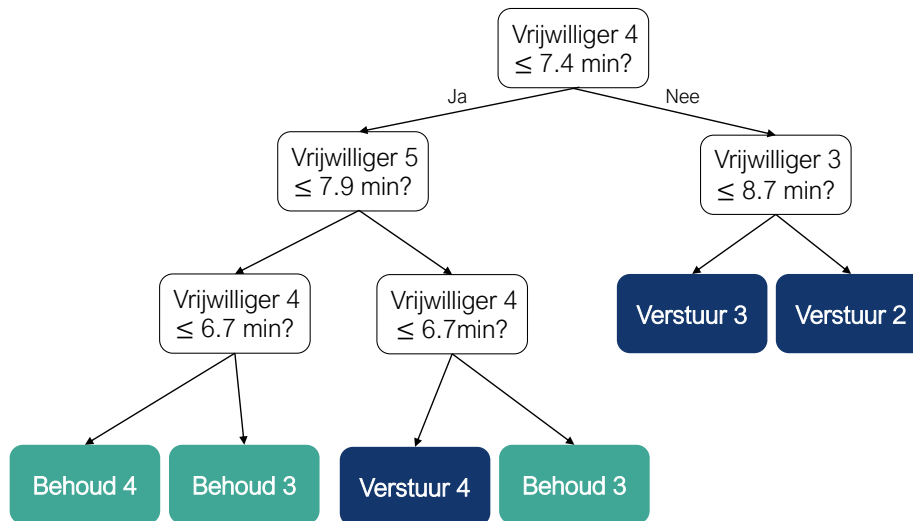 Vrijwilliger 4
≤ 7.4 min?
Ja
Nee
Vrijwilliger 5
≤ 7.9 min?
Vrijwilliger 3
≤ 8.7 min?
Vrijwilliger 4
≤ 6.7 min?
Vrijwilliger 4
≤ 6.7min?
Verstuur 3
Verstuur 2
Behoud 4
Behoud 3
Verstuur 4
Behoud 3